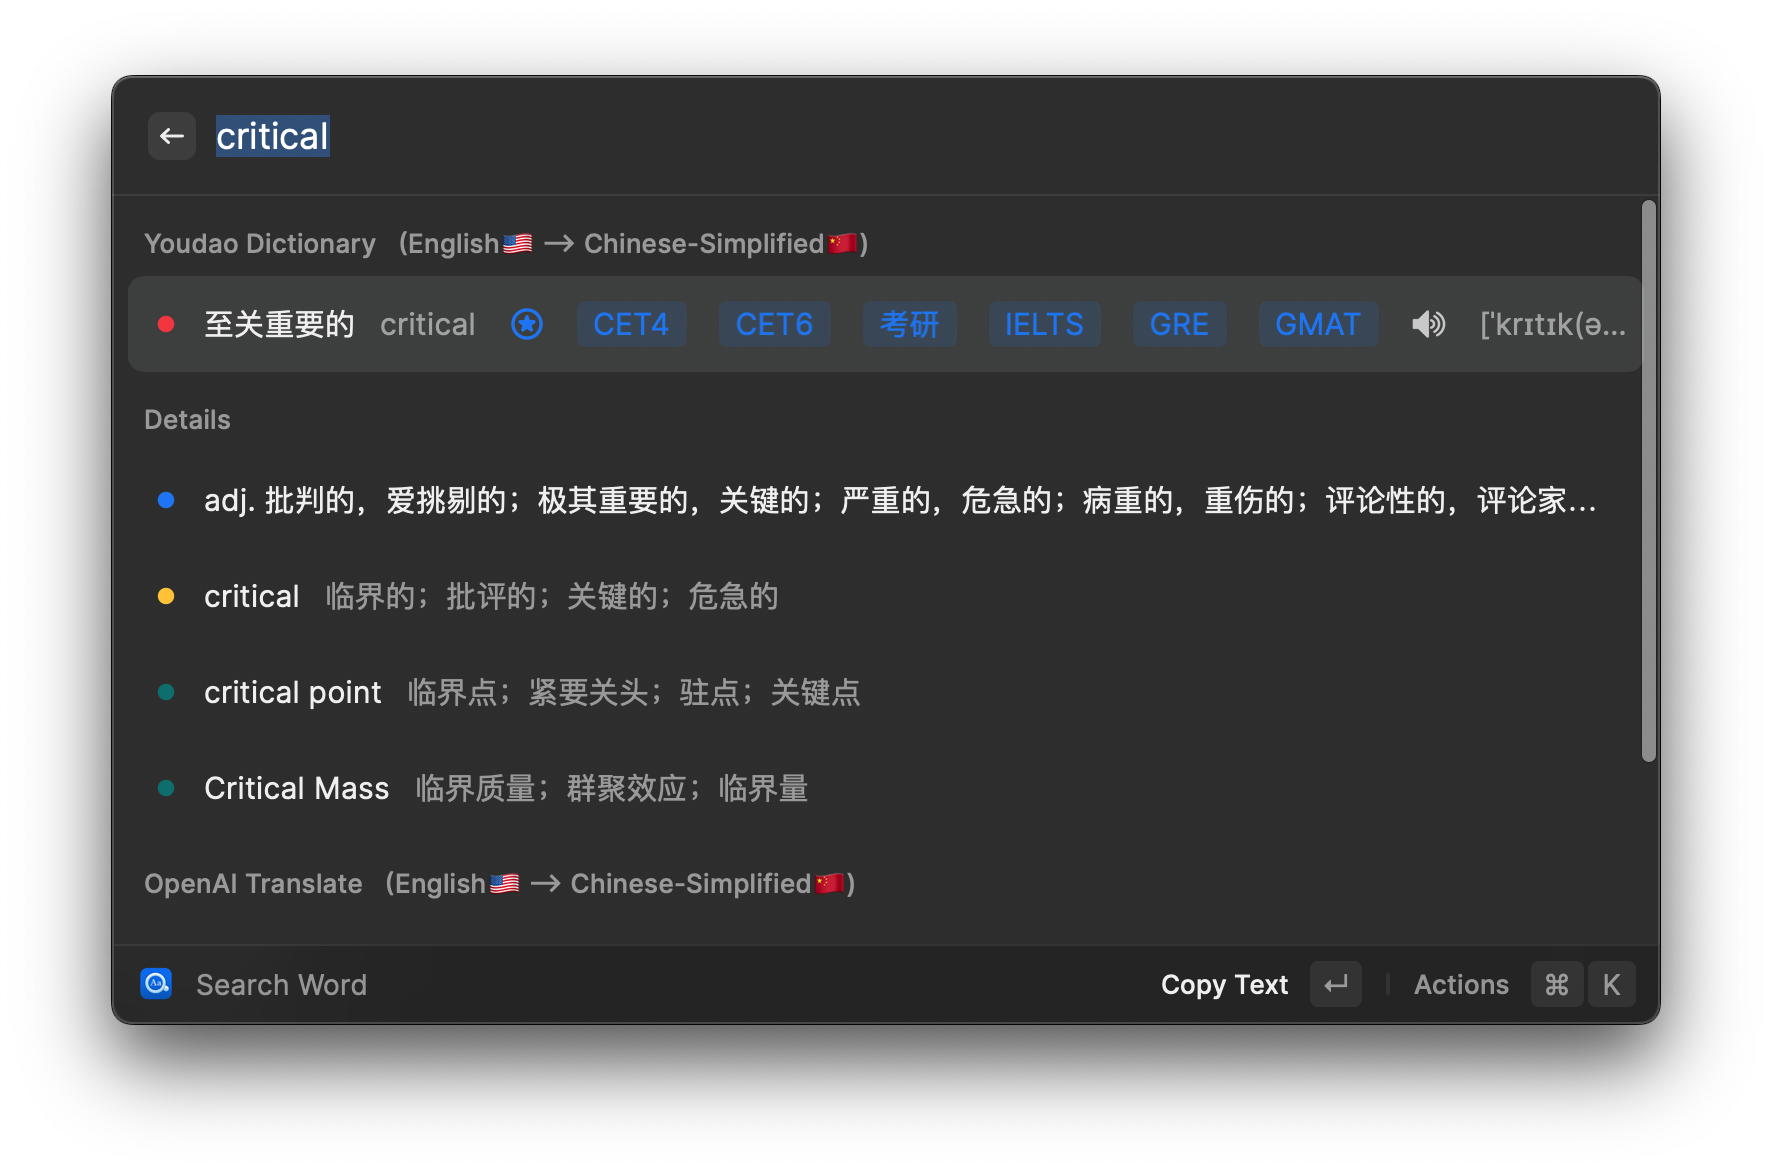 critical
Youdao Dictionary (English🇺🇸 → Chinese-Simplified🇨🇳)
至关重要的 critical CET4 CET6 考研 IELTS GRE GMAT [ˈkrɪtɪk(ə...
Details
adj. 批判的，爱挑剔的；极其重要的，关键的；严重的，危急的；病重的，重伤的；评论性的，评论家...
critical 临界的；批评的；关键的；危急的
critical point 临界点；紧要关头；驻点；关键点
Critical Mass 临界质量；群聚效应；临界量
OpenAI Translate (English🇺🇸 → Chinese-Simplified🇨🇳)
Search Word Copy Text ↵ Actions ⌘ K